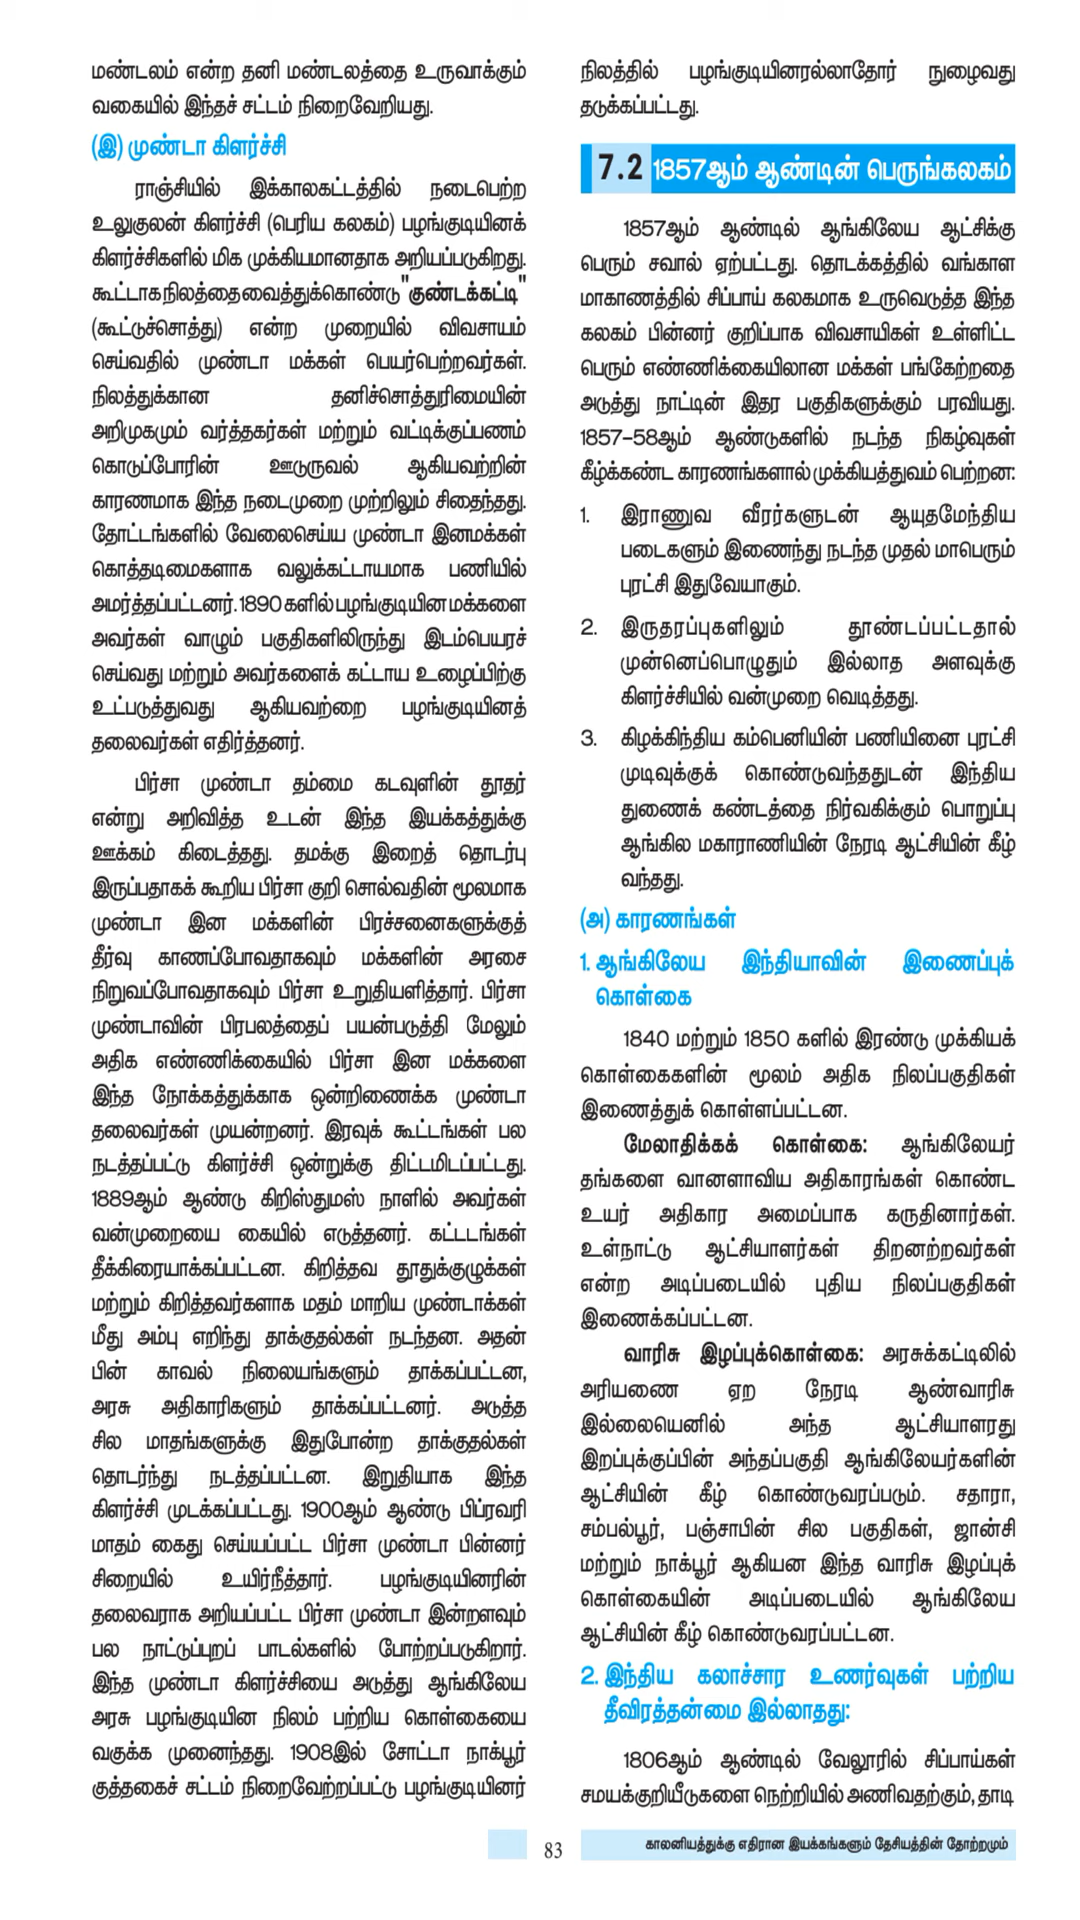 மண்டலம் என்ற தனி மண்டலத்தை உருவாக்கும்
வகையில் இந்தச் சட்டம் நிறைவேறியது.
(இ) முண்டா கிளர்ச்சி
ராஞ்சியில் இக்காலகட்டத்தில் நடைபெற்ற
உலுகுலன் கிளர்ச்சி (பெரிய கலகம்) பழங்குடியினக்
கிளர்ச்சிகளில் மிக முக்கியமானதாக அறியப்படுகிறது.
கூட்டாக நிலத்தை வைத்துக்கொண்டு "குண்டக்கட்டி"
(கூட்டுச்சொத்து) என்ற முறையில் விவசாயம்
செய்வதில் முண்டா மக்கள் பெயர்பெற்றவர்கள்.
நிலத்துக்கான தனிச்சொத்துரிமையின்
அறிமுகமும் வர்த்தகர்கள் மற்றும் வட்டிக்குப்பணம்
கொடுப்போரின் ஊடுருவல் ஆகியவற்றின்
காரணமாக இந்த நடைமுறை முற்றிலும் சிதைந்தது.
தோட்டங்களில் வேலைசெய்ய முண்டா இனமக்கள்
கொத்தடிமைகளாக வலுக்கட்டாயமாக பணியில்
அமர்த்தப்பட்டனர். 1890 களில் பழங்குடியின மக்களை
அவர்கள் வாழும் பகுதிகளிலிருந்து இடம்பெயரச்
செய்வது மற்றும் அவர்களைக் கட்டாய உழைப்பிற்கு
உட்படுத்துவது ஆகியவற்றை பழங்குடியினத்
தலைவர்கள் எதிர்த்தனர்.
பிர்சா முண்டா தம்மை கடவுளின் தூதர்
என்று அறிவித்த உடன் இந்த இயக்கத்துக்கு
ஊக்கம் கிடைத்தது. தமக்கு இறைத் தொடர்பு
இருப்பதாகக் கூறிய பிர்சா குறி சொல்வதின் மூலமாக
முண்டா இன மக்களின் பிரச்சனைகளுக்குத்
தீர்வு காணப்போவதாகவும் மக்களின் அரசை
நிறுவப்போவதாகவும் பிர்சா உறுதியளித்தார். பிர்சா
முண்டாவின் பிரபலத்தைப் பயன்படுத்தி மேலும்
அதிக எண்ணிக்கையில் பிர்சா இன மக்களை
இந்த நோக்கத்துக்காக ஒன்றிணைக்க முண்டா
தலைவர்கள் முயன்றனர். இரவுக் கூட்டங்கள் பல
நடத்தப்பட்டு கிளர்ச்சி ஒன்றுக்கு திட்டமிடப்பட்டது.
1889ஆம் ஆண்டு கிறிஸ்துமஸ் நாளில் அவர்கள்
வன்முறையை கையில் எடுத்தனர். கட்டடங்கள்
தீக்கிரையாக்கப்பட்டன. கிறித்தவ தூதுக்குழுக்கள்
மற்றும் கிறித்தவர்களாக மதம் மாறிய முண்டாக்கள்
மீது அம்பு எறிந்து தாக்குதல்கள் நடந்தன. அதன்
பின் காவல் நிலையங்களும் தாக்கப்பட்டன,
அரசு அதிகாரிகளும் தாக்கப்பட்டனர். அடுத்த
சில மாதங்களுக்கு இதுபோன்ற தாக்குதல்கள்
தொடர்ந்து நடத்தப்பட்டன. இறுதியாக இந்த
கிளர்ச்சி முடக்கப்பட்டது. 1900ஆம் ஆண்டு பிப்ரவரி
மாதம் கைது செய்யப்பட்ட பிர்சா முண்டா பின்னர்
சிறையில் உயிர்நீத்தார். பழங்குடியினரின்
தலைவராக அறியப்பட்ட பிர்சா முண்டா இன்றளவும்
பல நாட்டுப்புறப் பாடல்களில் போற்றப்படுகிறார்.
இந்த முண்டா கிளர்ச்சியை அடுத்து ஆங்கிலேய
அரசு பழங்குடியின நிலம் பற்றிய கொள்கையை
வகுக்க முனைந்தது. 1908இல் சோட்டா நாக்பூர்
குத்தகைச் சட்டம் நிறைவேற்றப்பட்டு பழங்குடியினர்
நிலத்தில் பழங்குடியினரல்லாதோர் நுழைவது
தடுக்கப்பட்டது.
7.2 1857ஆம் ஆண்டின் பெருங்கலகம்
1857ஆம் ஆண்டில் ஆங்கிலேய ஆட்சிக்கு
பெரும் சவால் ஏற்பட்டது. தொடக்கத்தில் வங்காள
மாகாணத்தில் சிப்பாய் கலகமாக உருவெடுத்த இந்த
கலகம் பின்னர் குறிப்பாக விவசாயிகள் உள்ளிட்ட
பெரும் எண்ணிக்கையிலான மக்கள் பங்கேற்றதை
அடுத்து நாட்டின் இதர பகுதிகளுக்கும் பரவியது.
1857-58ஆம் ஆண்டுகளில் நடந்த நிகழ்வுகள்
கீழ்க்கண்ட காரணங்களால் முக்கியத்துவம் பெற்றன:
1. இராணுவ வீரர்களுடன் ஆயுதமேந்திய
படைகளும் இணைந்து நடந்த முதல் மாபெரும்
புரட்சி இதுவேயாகும்.
2. இருதரப்புகளிலும் தூண்டப்பட்டதால்
முன்னெப்பொழுதும் இல்லாத அளவுக்கு
கிளர்ச்சியில் வன்முறை வெடித்தது.
3. கிழக்கிந்திய கம்பெனியின் பணியினை புரட்சி
முடிவுக்குக் கொண்டுவந்ததுடன் இந்திய
துணைக் கண்டத்தை நிர்வகிக்கும் பொறுப்பு
ஆங்கில மகாராணியின் நேரடி ஆட்சியின் கீழ்
வந்தது.
(அ) காரணங்கள்
1. ஆங்கிலேய இந்தியாவின் இணைப்புக்
கொள்கை
1840 மற்றும் 1850 களில் இரண்டு முக்கியக்
கொள்கைகளின் மூலம் அதிக நிலப்பகுதிகள்
இணைத்துக் கொள்ளப்பட்டன.
மேலாதிக்கக் கொள்கை: ஆங்கிலேயர்
தங்களை வானளாவிய அதிகாரங்கள் கொண்ட
உயர் அதிகார அமைப்பாக கருதினார்கள்.
உள்நாட்டு ஆட்சியாளர்கள் திறனற்றவர்கள்
என்ற அடிப்படையில் புதிய நிலப்பகுதிகள்
இணைக்கப்பட்டன.
வாரிசு இழப்புக்கொள்கை: அரசுக்கட்டிலில்
அரியணை ஏற நேரடி ஆண்வாரிசு
இல்லையெனில் அந்த ஆட்சியாளரது
இறப்புக்குப்பின் அந்தப்பகுதி ஆங்கிலேயர்களின்
ஆட்சியின் கீழ் கொண்டுவரப்படும். சதாரா,
சம்பல்பூர், பஞ்சாபின் சில பகுதிகள், ஜான்சி
மற்றும் நாக்பூர் ஆகியன இந்த வாரிசு இழப்புக்
கொள்கையின் அடிப்படையில் ஆங்கிலேய
ஆட்சியின் கீழ் கொண்டுவரப்பட்டன.
2. இந்திய கலாச்சார உணர்வுகள் பற்றிய
தீவிரத்தன்மை இல்லாதது:
1806ஆம் ஆண்டில் வேலூரில் சிப்பாய்கள்
சமயக்குறியீடுகளை நெற்றியில் அணிவதற்கும், தாடி
83
காலனியத்துக்கு எதிரான இயக்கங்களும் தேசியத்தின் தோற்றமும்